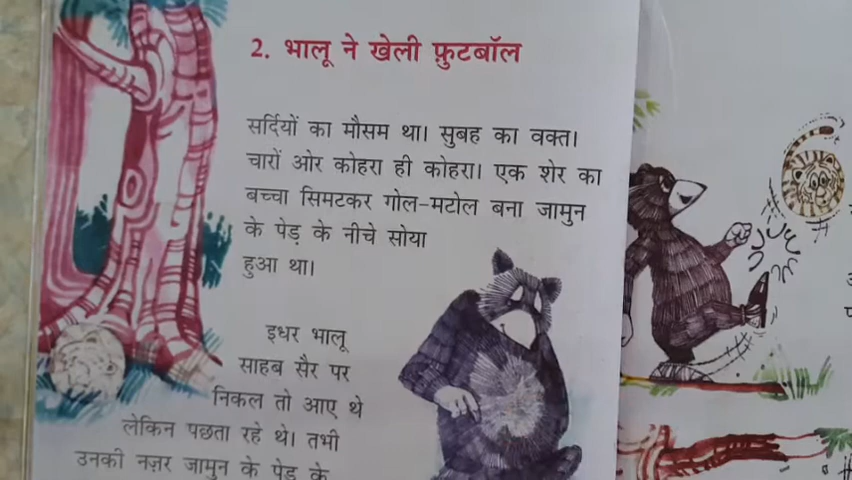 2. भालू ने खेली फ़ुटबॉल
सर्दियों का मौसम था। सुबह का वक्त।
चारों ओर कोहरा ही कोहरा। एक शेर का
बच्चा सिमटकर गोल-मटोल बना जामुन
के पेड़ के नीचे सोया
हुआ था।
इधर भालू
साहब सैर पर
निकल तो आए थे
लेकिन पछता रहे थे। तभी
उनकी नज़र जामुन के पेड़ के